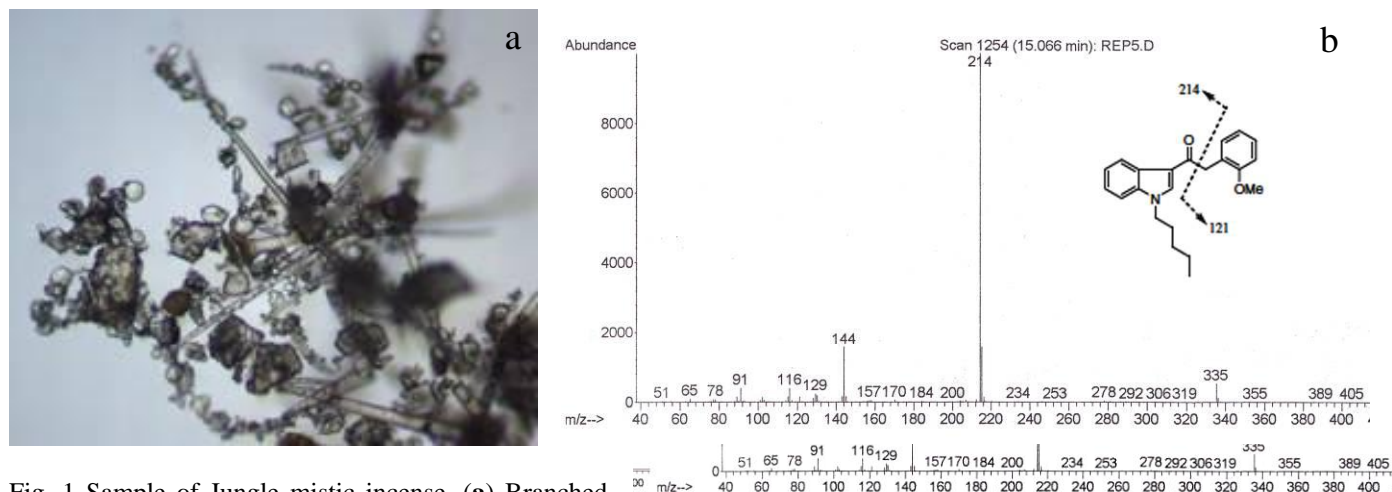 a
b
Abundance
Scan 1254 (15.066 min): REP5.D
214
8000
6000
4000
2000
0
214
O
N
OMe
121
144
91
116
129
335
51 65 78 157 170 184 200 234 253 278 292 306 319 355 389 405
m/z-->
40 60 80 100 120 140 160 180 200 220 240 260 280 300 320 340 360 380 400
91
116
129
335
0
51 65 78 157 170 184 200 234 253 278 292 306 319 355 389 405
m/z-->
40 60 80 100 120 140 160 180 200 220 240 260 280 300 320 340 360 380 400
Fig. 1 Sample of Jungle mistic incense. (a) Branched